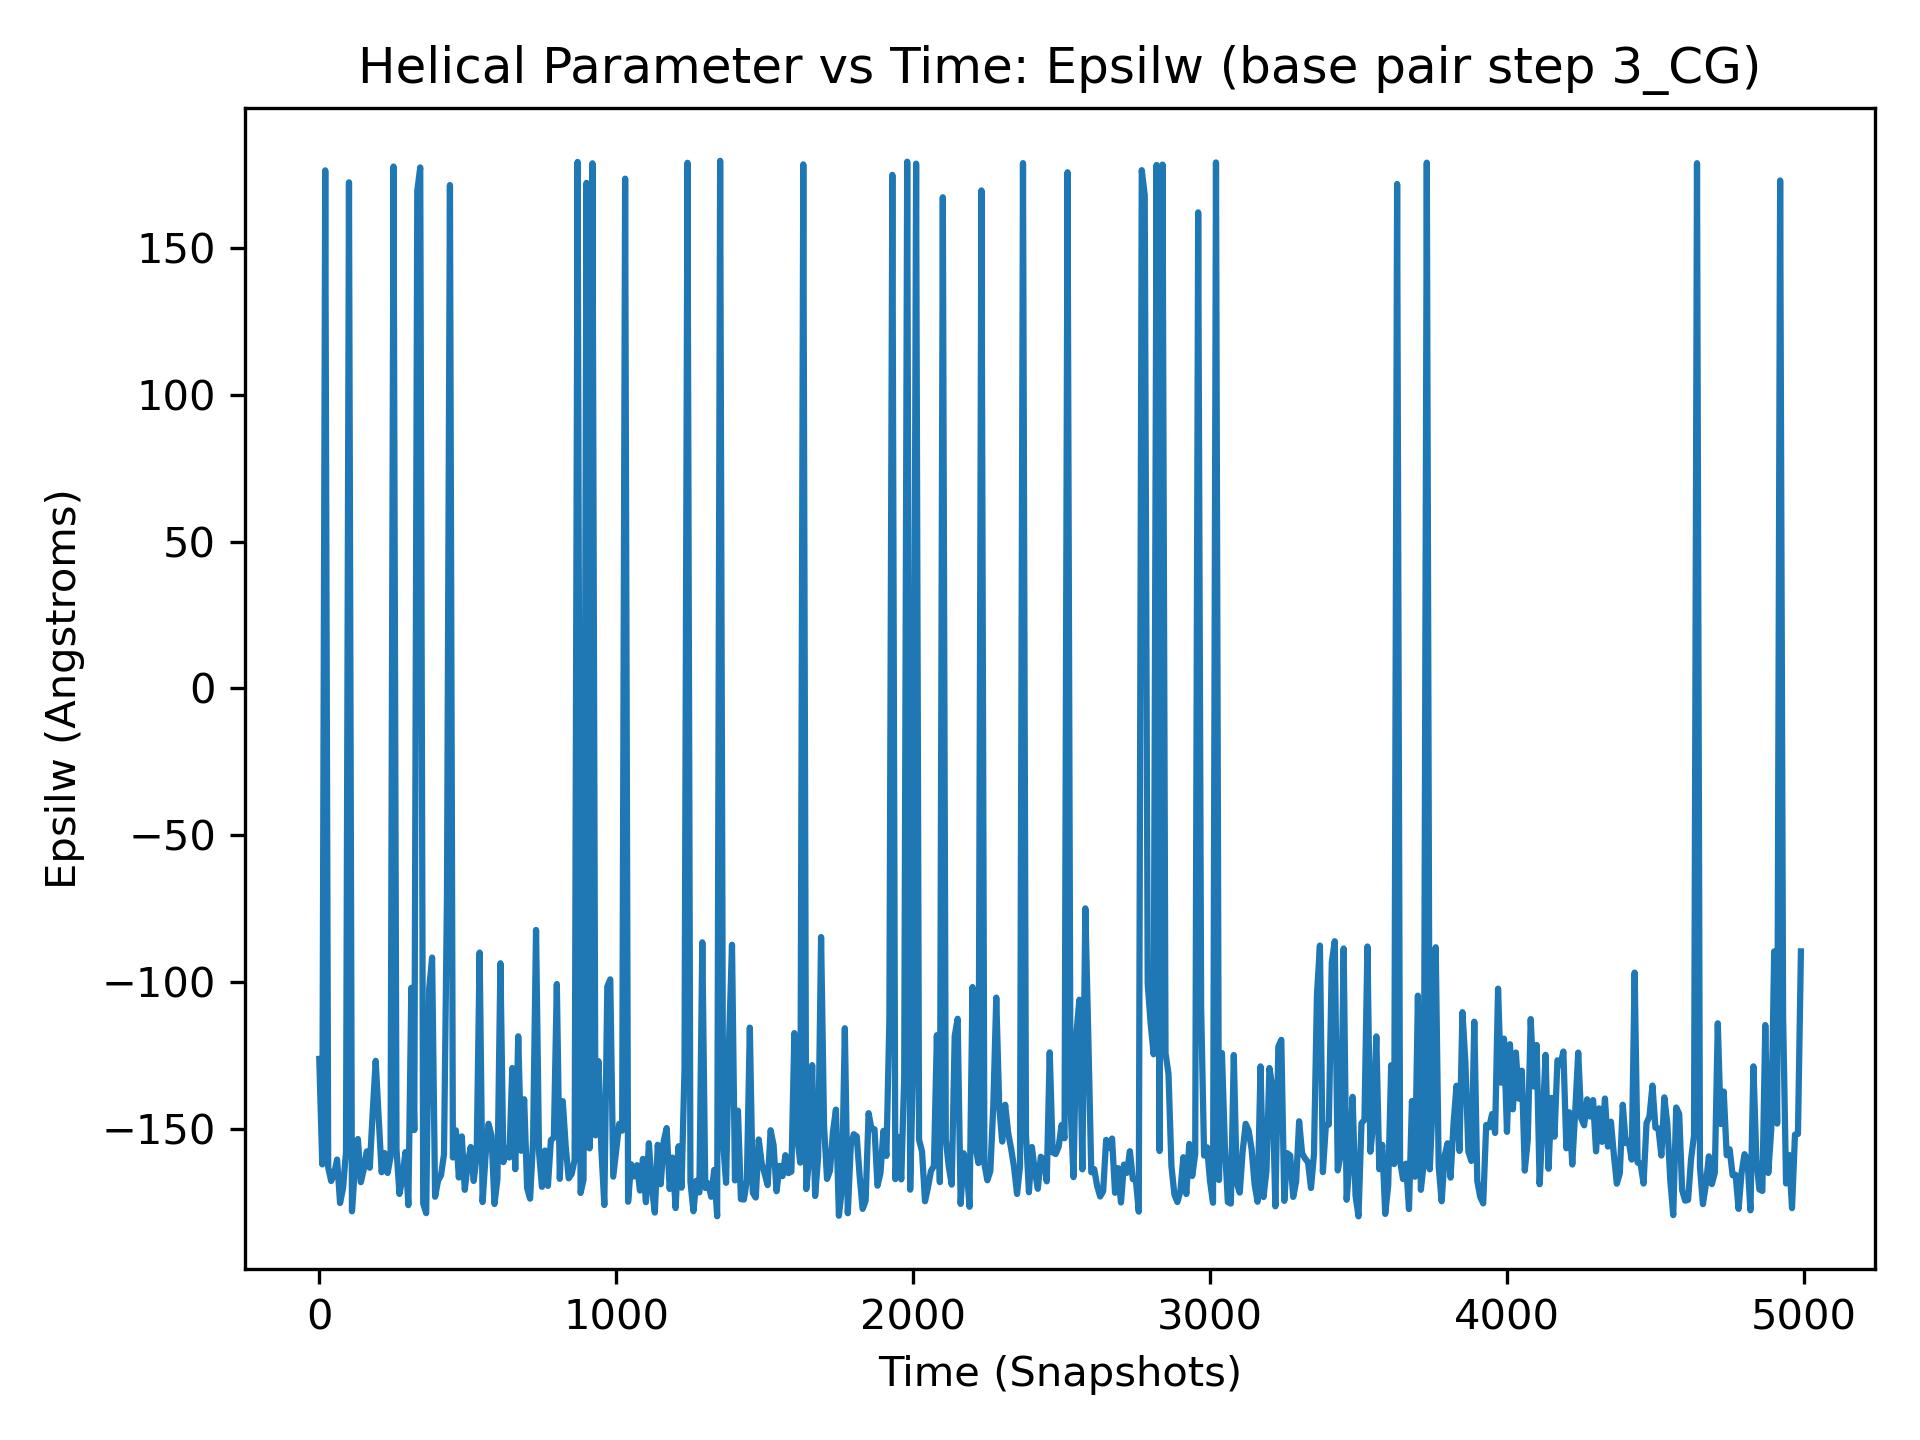 Helical Parameter vs Time: Epsilw (base pair step 3_CG)
Epsilw (Angstroms)
150
100
50
0
−50
−100
−150
0 1000 2000 3000 4000 5000
Time (Snapshots)